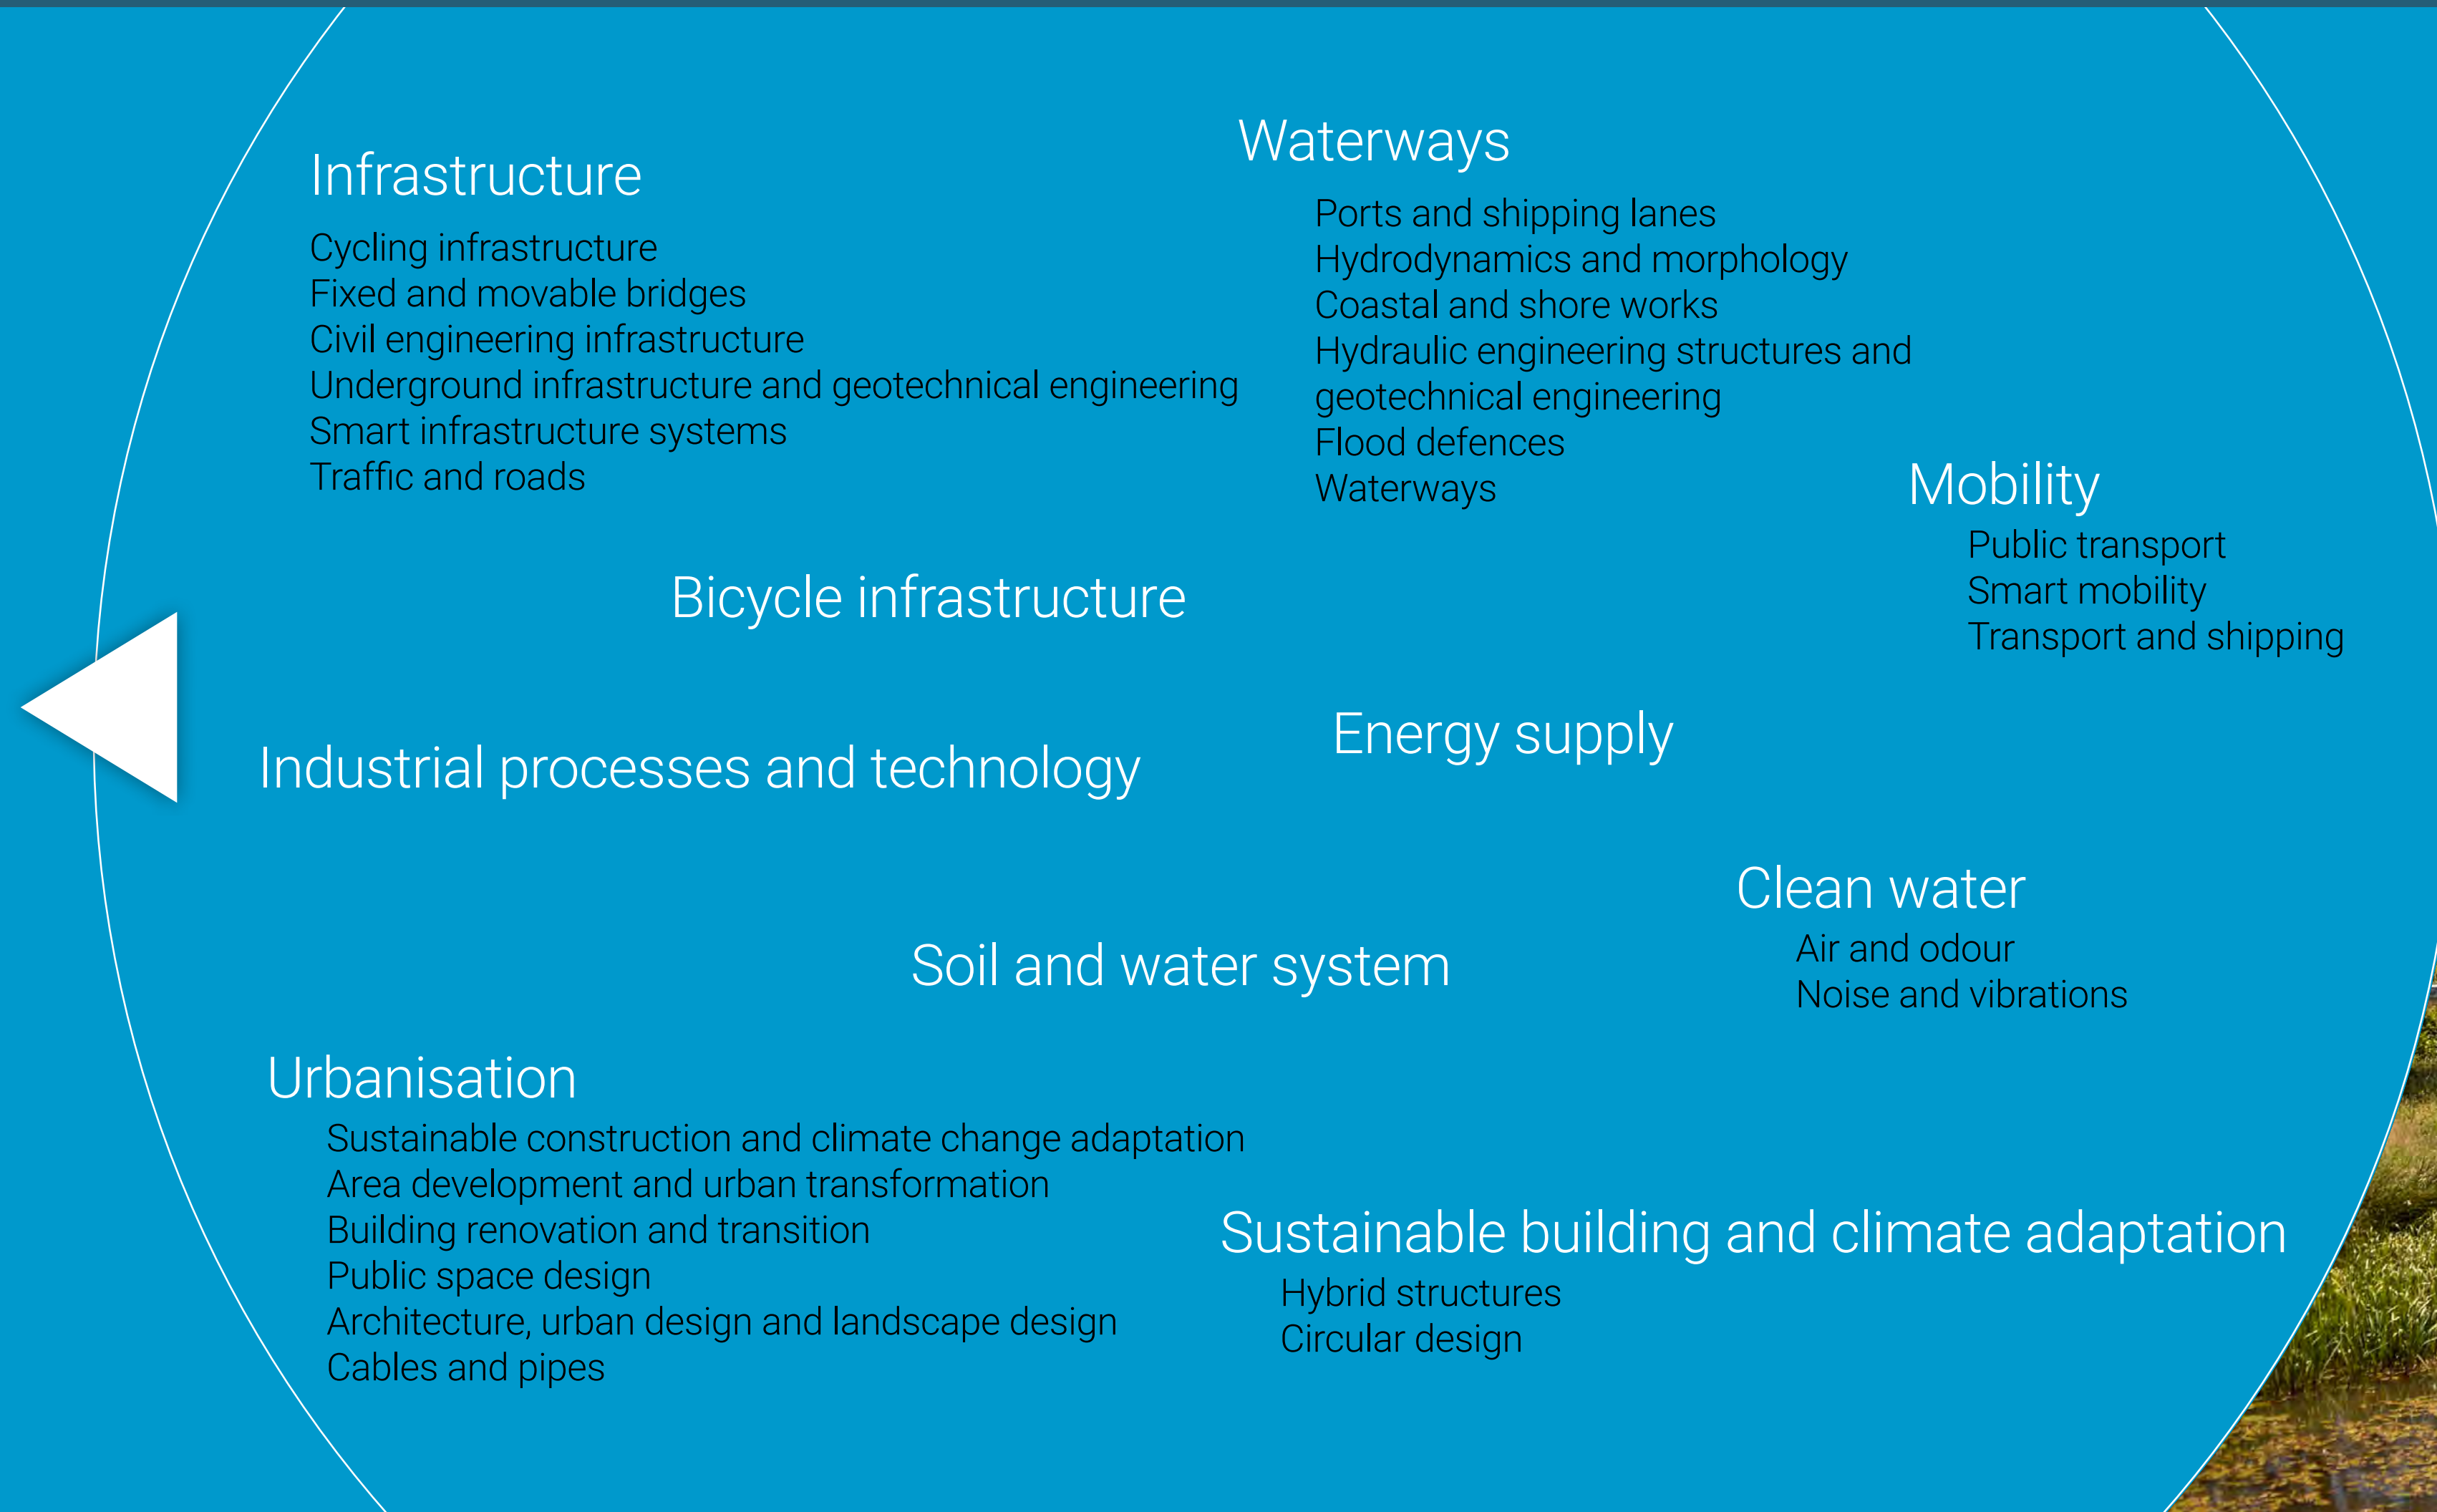 Infrastructure
Cycling infrastructure
Fixed and movable bridges
Civil engineering infrastructure
Underground infrastructure and geotechnical engineering
Smart infrastructure systems
Traffic and roads
Waterways
Ports and shipping lanes
Hydrodynamics and morphology
Coastal and shore works
Hydraulic engineering structures and
geotechnical engineering
Flood defences
Waterways
Mobility
Public transport
Smart mobility
Transport and shipping
Bicycle infrastructure
Energy supply
Industrial processes and technology
Clean water
Air and odour
Noise and vibrations
Soil and water system
Urbanisation
Sustainable construction and climate change adaptation
Area development and urban transformation
Building renovation and transition
Public space design
Architecture, urban design and landscape design
Cables and pipes
Sustainable building and climate adaptation
Hybrid structures
Circular design